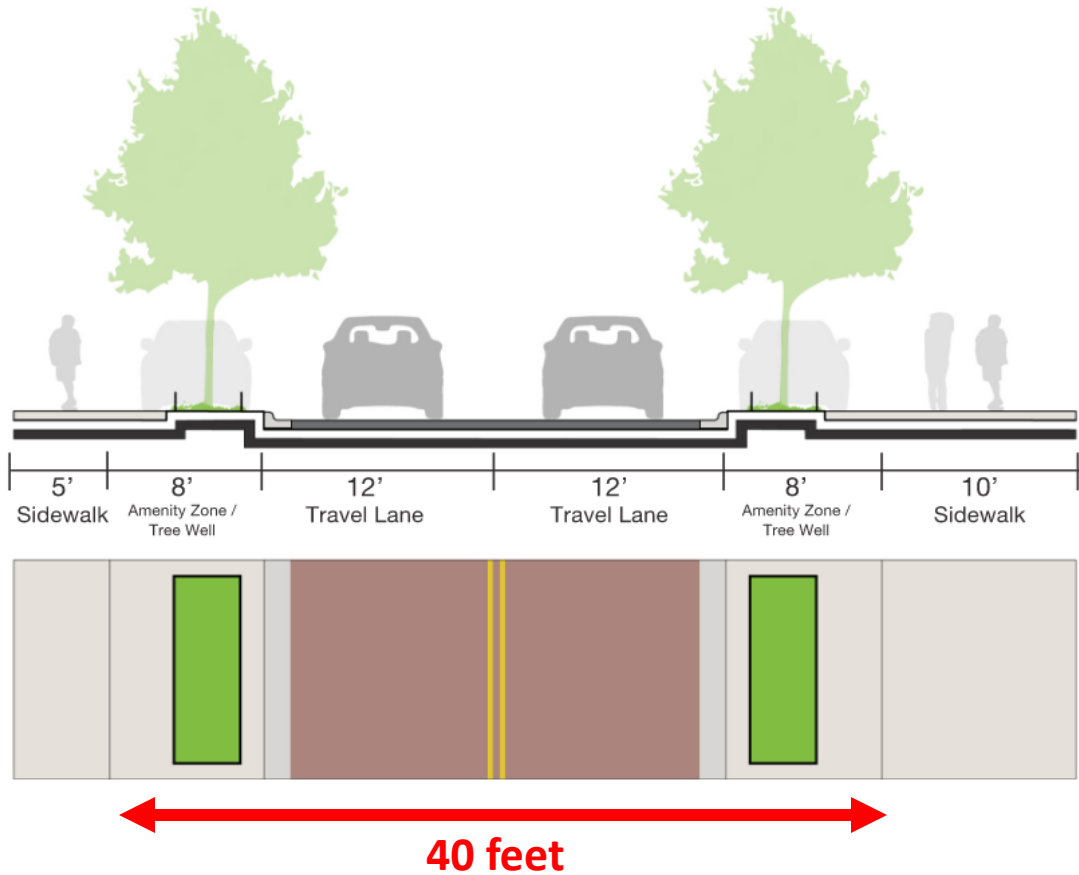 5’
Sidewalk
8’
Amenity Zone /
Tree Well
12’
Travel Lane
12’
Travel Lane
8’
Amenity Zone /
Tree Well
10’
Sidewalk
40 feet